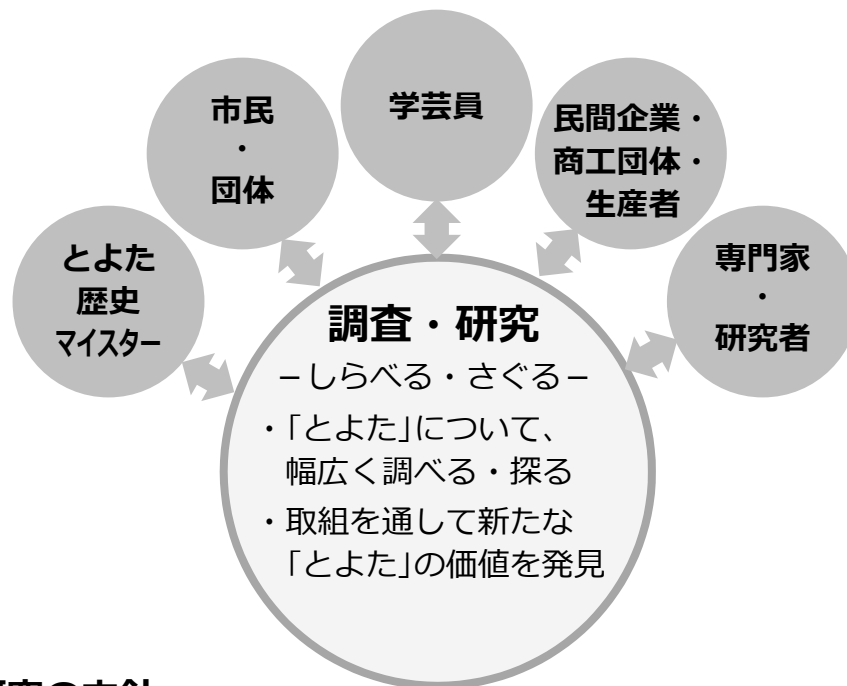 とよた
歴史
マイスター
市民
・
団体
学芸員
民間企業・
商工団体・
生産者
専門家
・
研究者
調査・研究
－しらべる・さぐる－
・「とよた」について、
幅広く調べる・探る
・取組を通して新たな
「とよた」の価値を発見